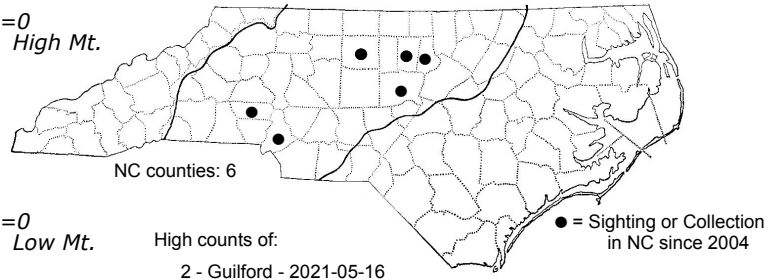 =0
High Mt.
NC counties: 6
=0
Low Mt.
High counts of:
2 - Guilford - 2021-05-16
● = Sighting or Collection
in NC since 2004